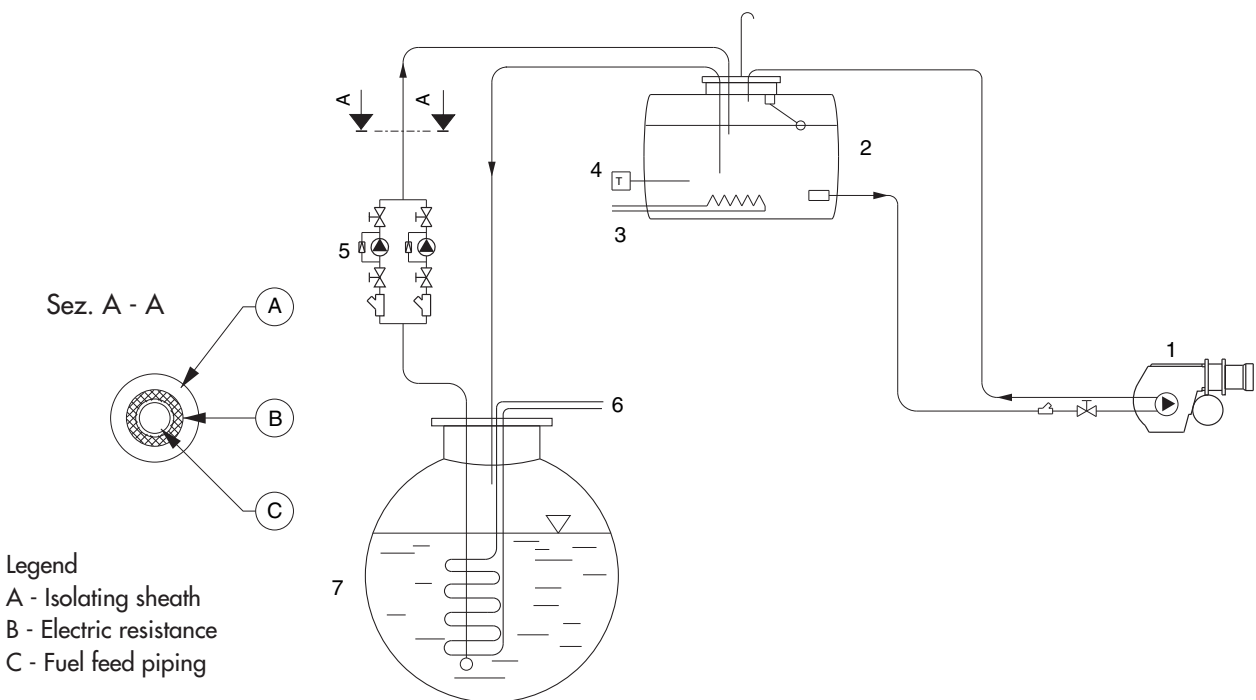 A
A
2
4
T
3
5
Sez. A - A
A
B
C
1
6
7
Legend
A - Isolating sheath
B - Electric resistance
C - Fuel feed piping